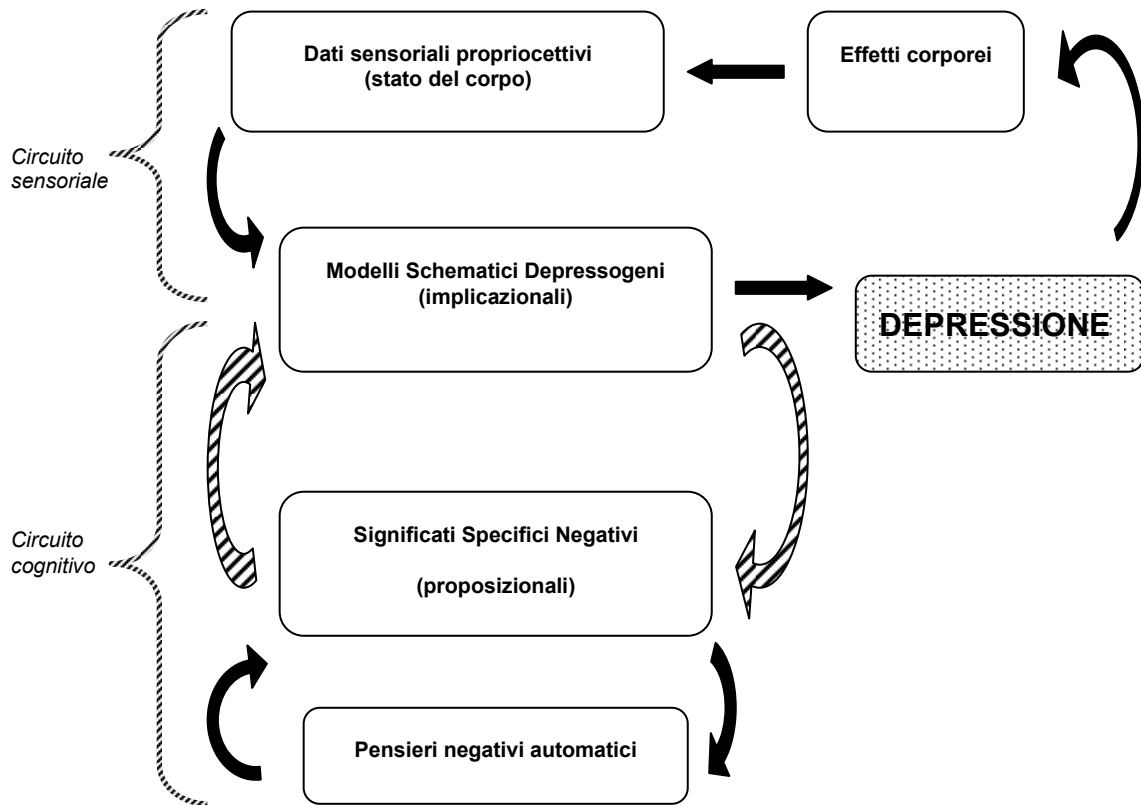 Dati sensoriali propriocettivi
(stato del corpo)
Effetti corporei
Circuito
sensoriale
Modelli Schematici Depressogeni
(implicazionali)
DEPRESSIONE
Significati Specifici Negativi
(proposizionali)
Circuito
cognitivo
Pensieri negativi automatici